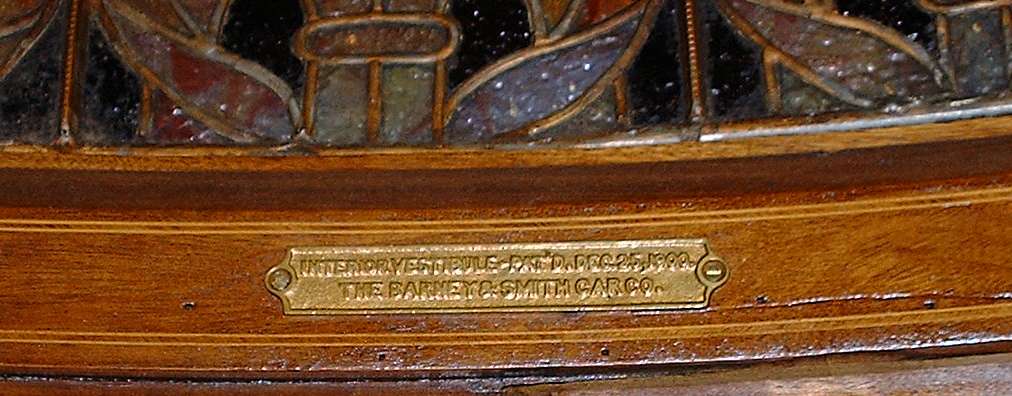 INTERIOR VESTIBULE - PAT'D. DEC. 25, 1900.
THE BARNEY & SMITH CAR CO.